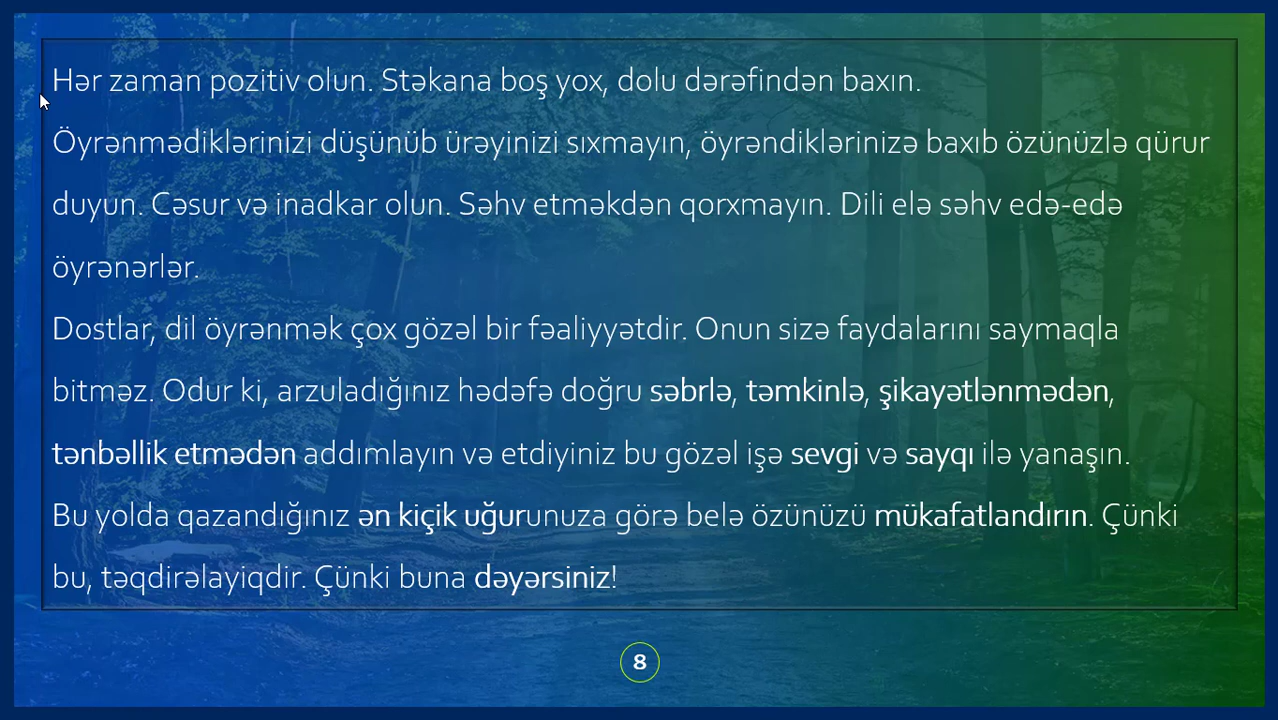 Hər zaman pozitiv olun. Stəkana boş yox, dolu dərəfindən baxın.
Öyrənmədiklərinizi düşünüb ürəyinizi sıxmayın, öyrəndiklərinizə baxıb özünüzlə qürur
duyun. Cəsur və inadkar olun. Səhv etməkdən qorxmayın. Dili elə səhv edə-edə
öyrənərlər.
Dostlar, dil öyrənmək çox gözəl bir fəaliyyətdir. Onun sizə faydalarını saymaqla
bitməz. Odur ki, arzuladığınız hədəfə doğru səbrlə, təmkinlə, şikayətlənmədən,
tənbəllik etmədən addımlayın və etdiyiniz bu gözəl işə sevgi və sayqı ilə yanaşın.
Bu yolda qazandığınız ən kiçik uğurunuza görə belə özünüzü mükafatlandırın. Çünki
bu, təqdirəlayiqdir. Çünki buna dəyərsiniz!
8